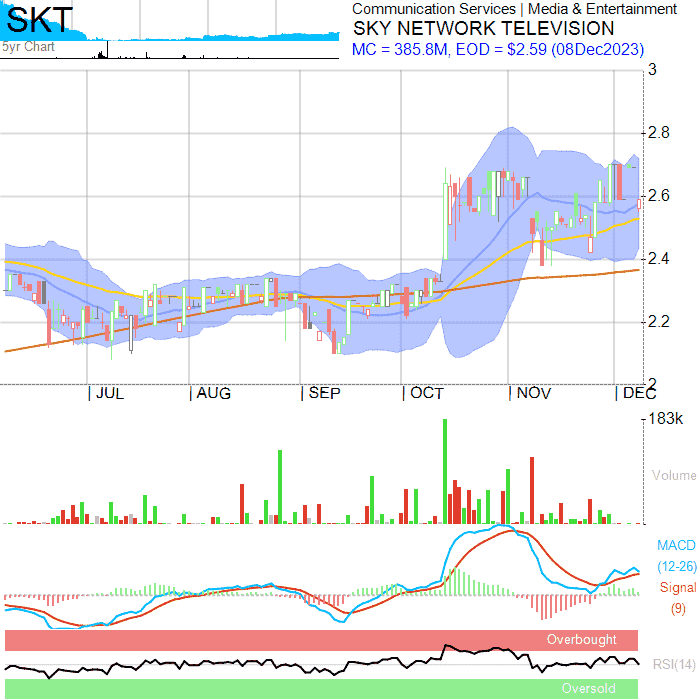 SKT
Communication Services | Media & Entertainment
SKY NETWORK TELEVISION
MC = 385.8M, EOD = $2.59 (08Dec2023)
5yr Chart
3
2.8
2.6
2.4
2.2
2
| JUL | AUG | SEP | OCT | NOV | DEC
183k
Volume
MACD
(12-26)
Signal
(9)
Overbought
RSI(14)
Oversold